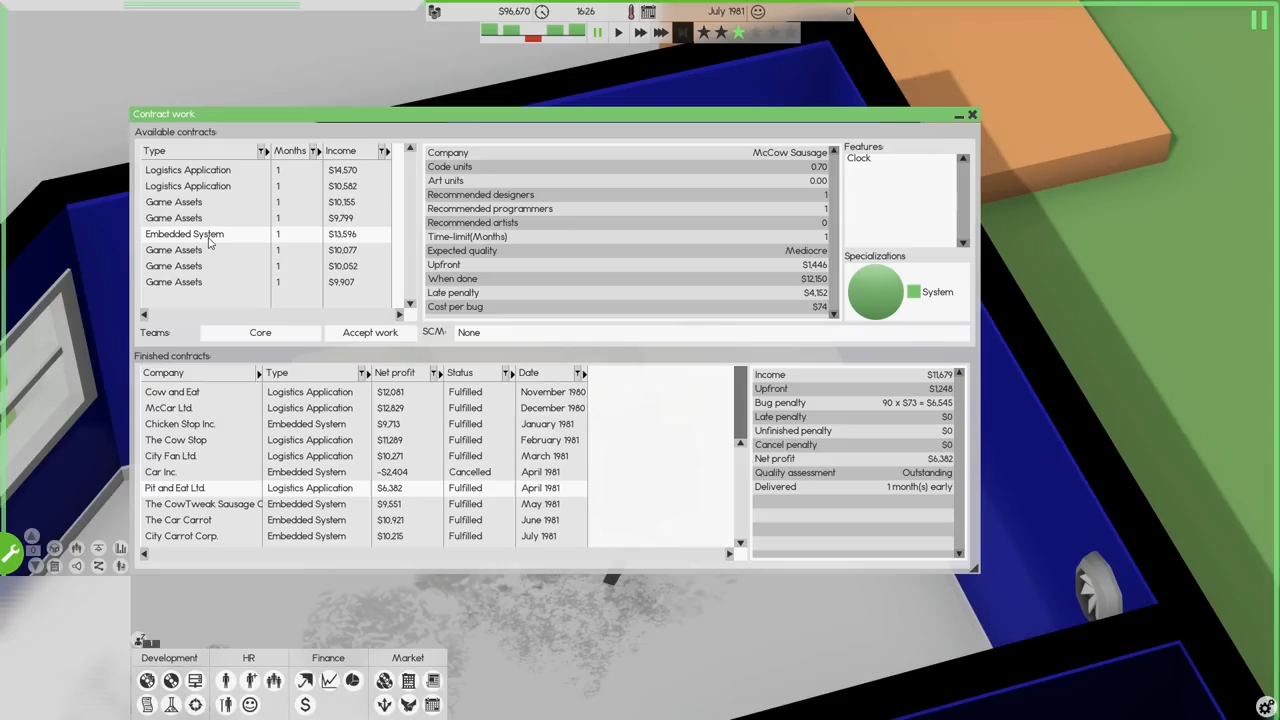 $96,670 16:26 July 1981 0
Contract work
Available contracts:
Type Months Income
Logistics Application 1 $14,570
Logistics Application 1 $10,582
Game Assets 1 $10,155
Game Assets 1 $9,799
Embedded System 1 $13,596
Game Assets 1 $10,077
Game Assets 1 $10,052
Game Assets 1 $9,907
Company McCow Sausage
Code units 0.70
Art units 0.00
Recommended designers 1
Recommended programmers 1
Recommended artists 0
Time-limit(Months) 1
Expected quality Mediocre
Upfront $1,446
When done $12,150
Late penalty $4,152
Cost per bug $74
Features:
Clock
Specializations
System
Teams: Core Accept work SCM: None
Finished contracts:
Company Type Net profit Status Date
Cow and Eat Logistics Application $12,081 Fulfilled November 1980
McCar Ltd. Logistics Application $12,829 Fulfilled December 1980
Chicken Stop Inc. Embedded System $9,713 Fulfilled January 1981
The Cow Stop Logistics Application $11,289 Fulfilled February 1981
City Fan Ltd. Logistics Application $10,271 Fulfilled March 1981
Car Inc. Embedded System -$2,404 Cancelled April 1981
Pit and Eat Ltd. Logistics Application $6,382 Fulfilled April 1981
The CowTweak Sausage C Embedded System $9,551 Fulfilled May 1981
The Car Carrot Embedded System $10,921 Fulfilled June 1981
City Carrot Corp. Embedded System $10,215 Fulfilled July 1981
Income $11,679
Upfront $1,248
Bug penalty 90 x $73 = $6,545
Late penalty $0
Unfinished penalty $0
Cancel penalty $0
Net profit $6,382
Quality assessment Outstanding
Delivered 1 month(s) early
0
Development HR Finance Market